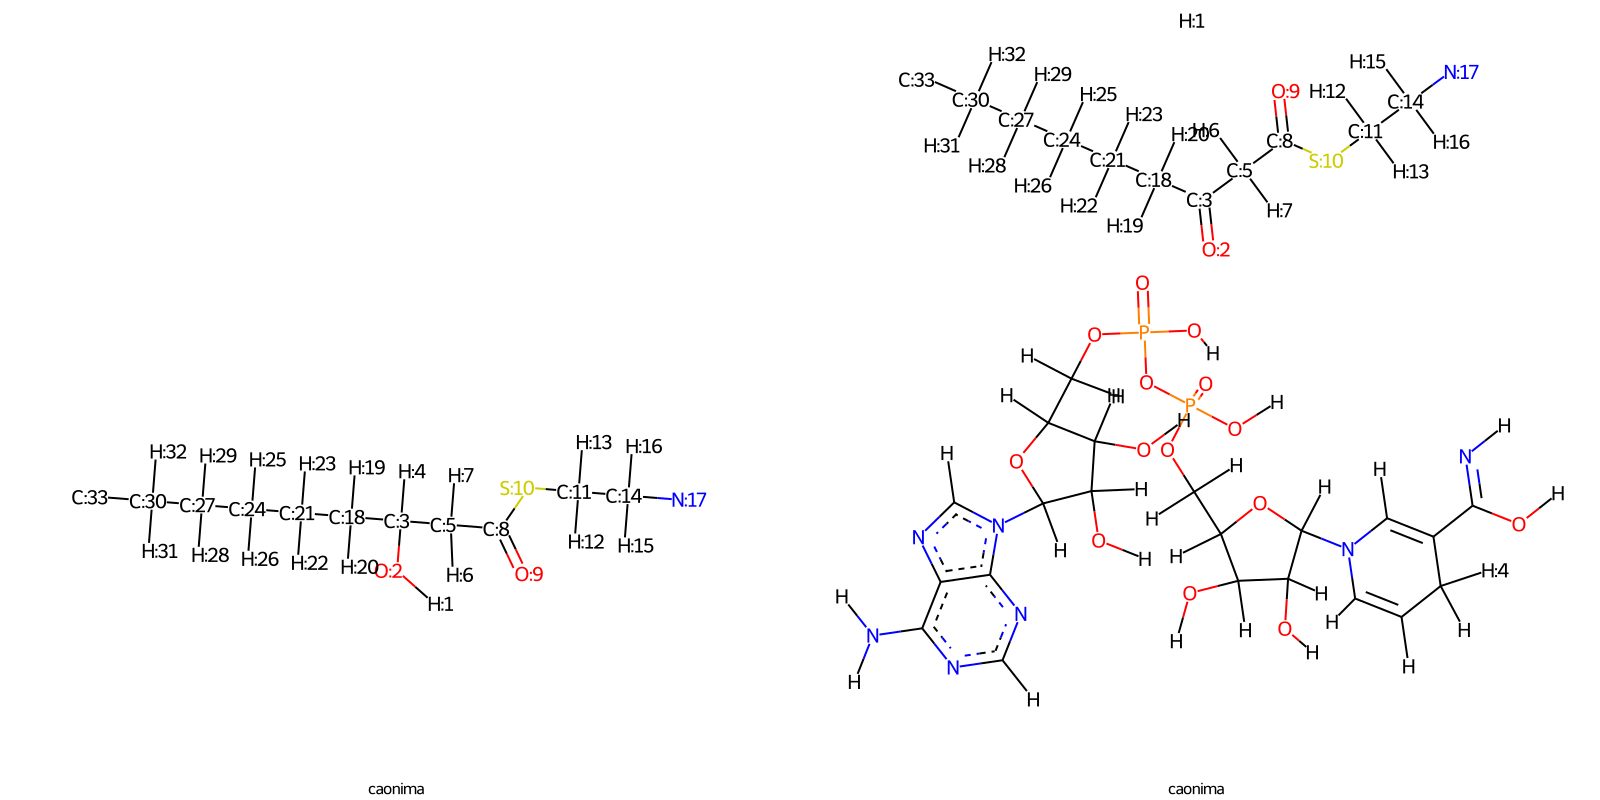 H:1
H:32
C:33
C:30
H:31
H:29
C:27
H:28
H:25
C:24
H:26
H:23
C:21
H:22
H:20
H:6
C:18
H:19
C:3
O:2
C:5
H:7
O:9
C:8
S:10
H:12
C:11
H:13
H:15
C:14
H:16
N:17
O
O P O H
H O O
H P O H
H H H
O O
H H
O H
N N H
H O H
N N
H N H
O H
H N H
H O H
H H
O H O H
H
N H
H
H O H
N H:4
H H
H
H:32
C:33
C:30
H:31
H:29
C:27
H:28
H:25
C:24
H:26
H:23
C:21
H:22
H:19
C:18
H:20
H:4
C:3
O:2
H:1
H:7
C:5
H:6
C:8
O:9
S:10
H:13
C:11
H:12
H:16
C:14
H:15
N:17
caonima
caonima